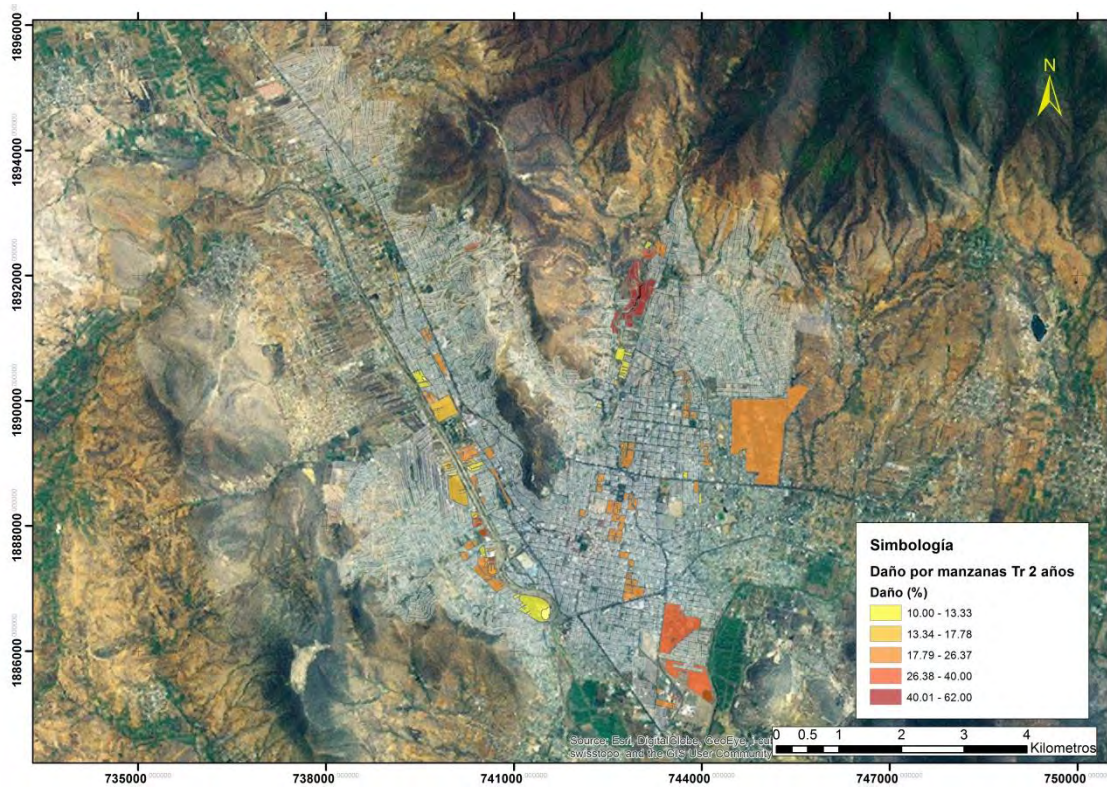 1896000
1894000
1892000
1890000
1888000
1886000
N
Simbología
Daño por manzanas Tr 2 años
Daño (%)
10.00 - 13.33
13.34 - 17.78
17.79 - 26.37
26.38 - 40.00
40.01 - 62.00
Source: Esri, DigitalGlobe, GeoEye,
swisstopo, and the GIS User Community
0 0.5 1 2 3 4
Kilometros
735000 738000 741000 744000 747000 750000